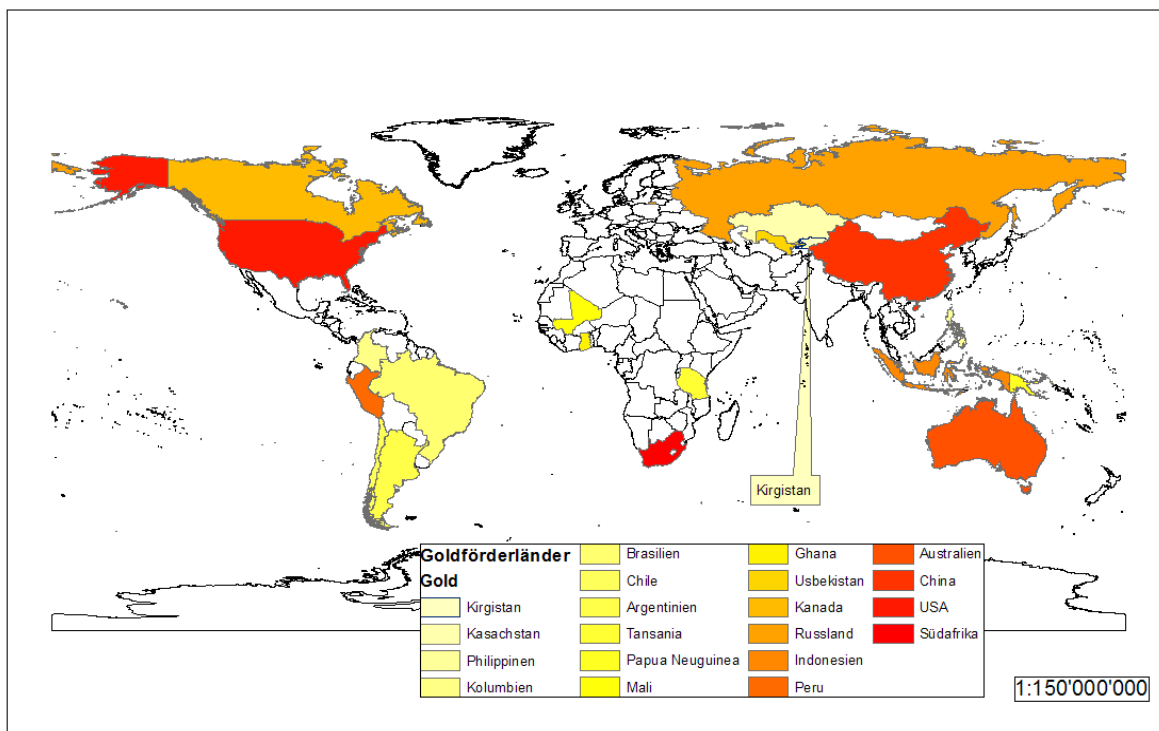 Kirgistan
Goldförderländer
Gold
Kirgistan
Kasachstan
Philippinen
Kolumbien
Brasilien
Chile
Argentinien
Tansania
Papua Neuguinea
Mali
Ghana
Usbekistan
Kanada
Russland
Indonesien
Peru
Australien
China
USA
Südafrika
1:150'000'000